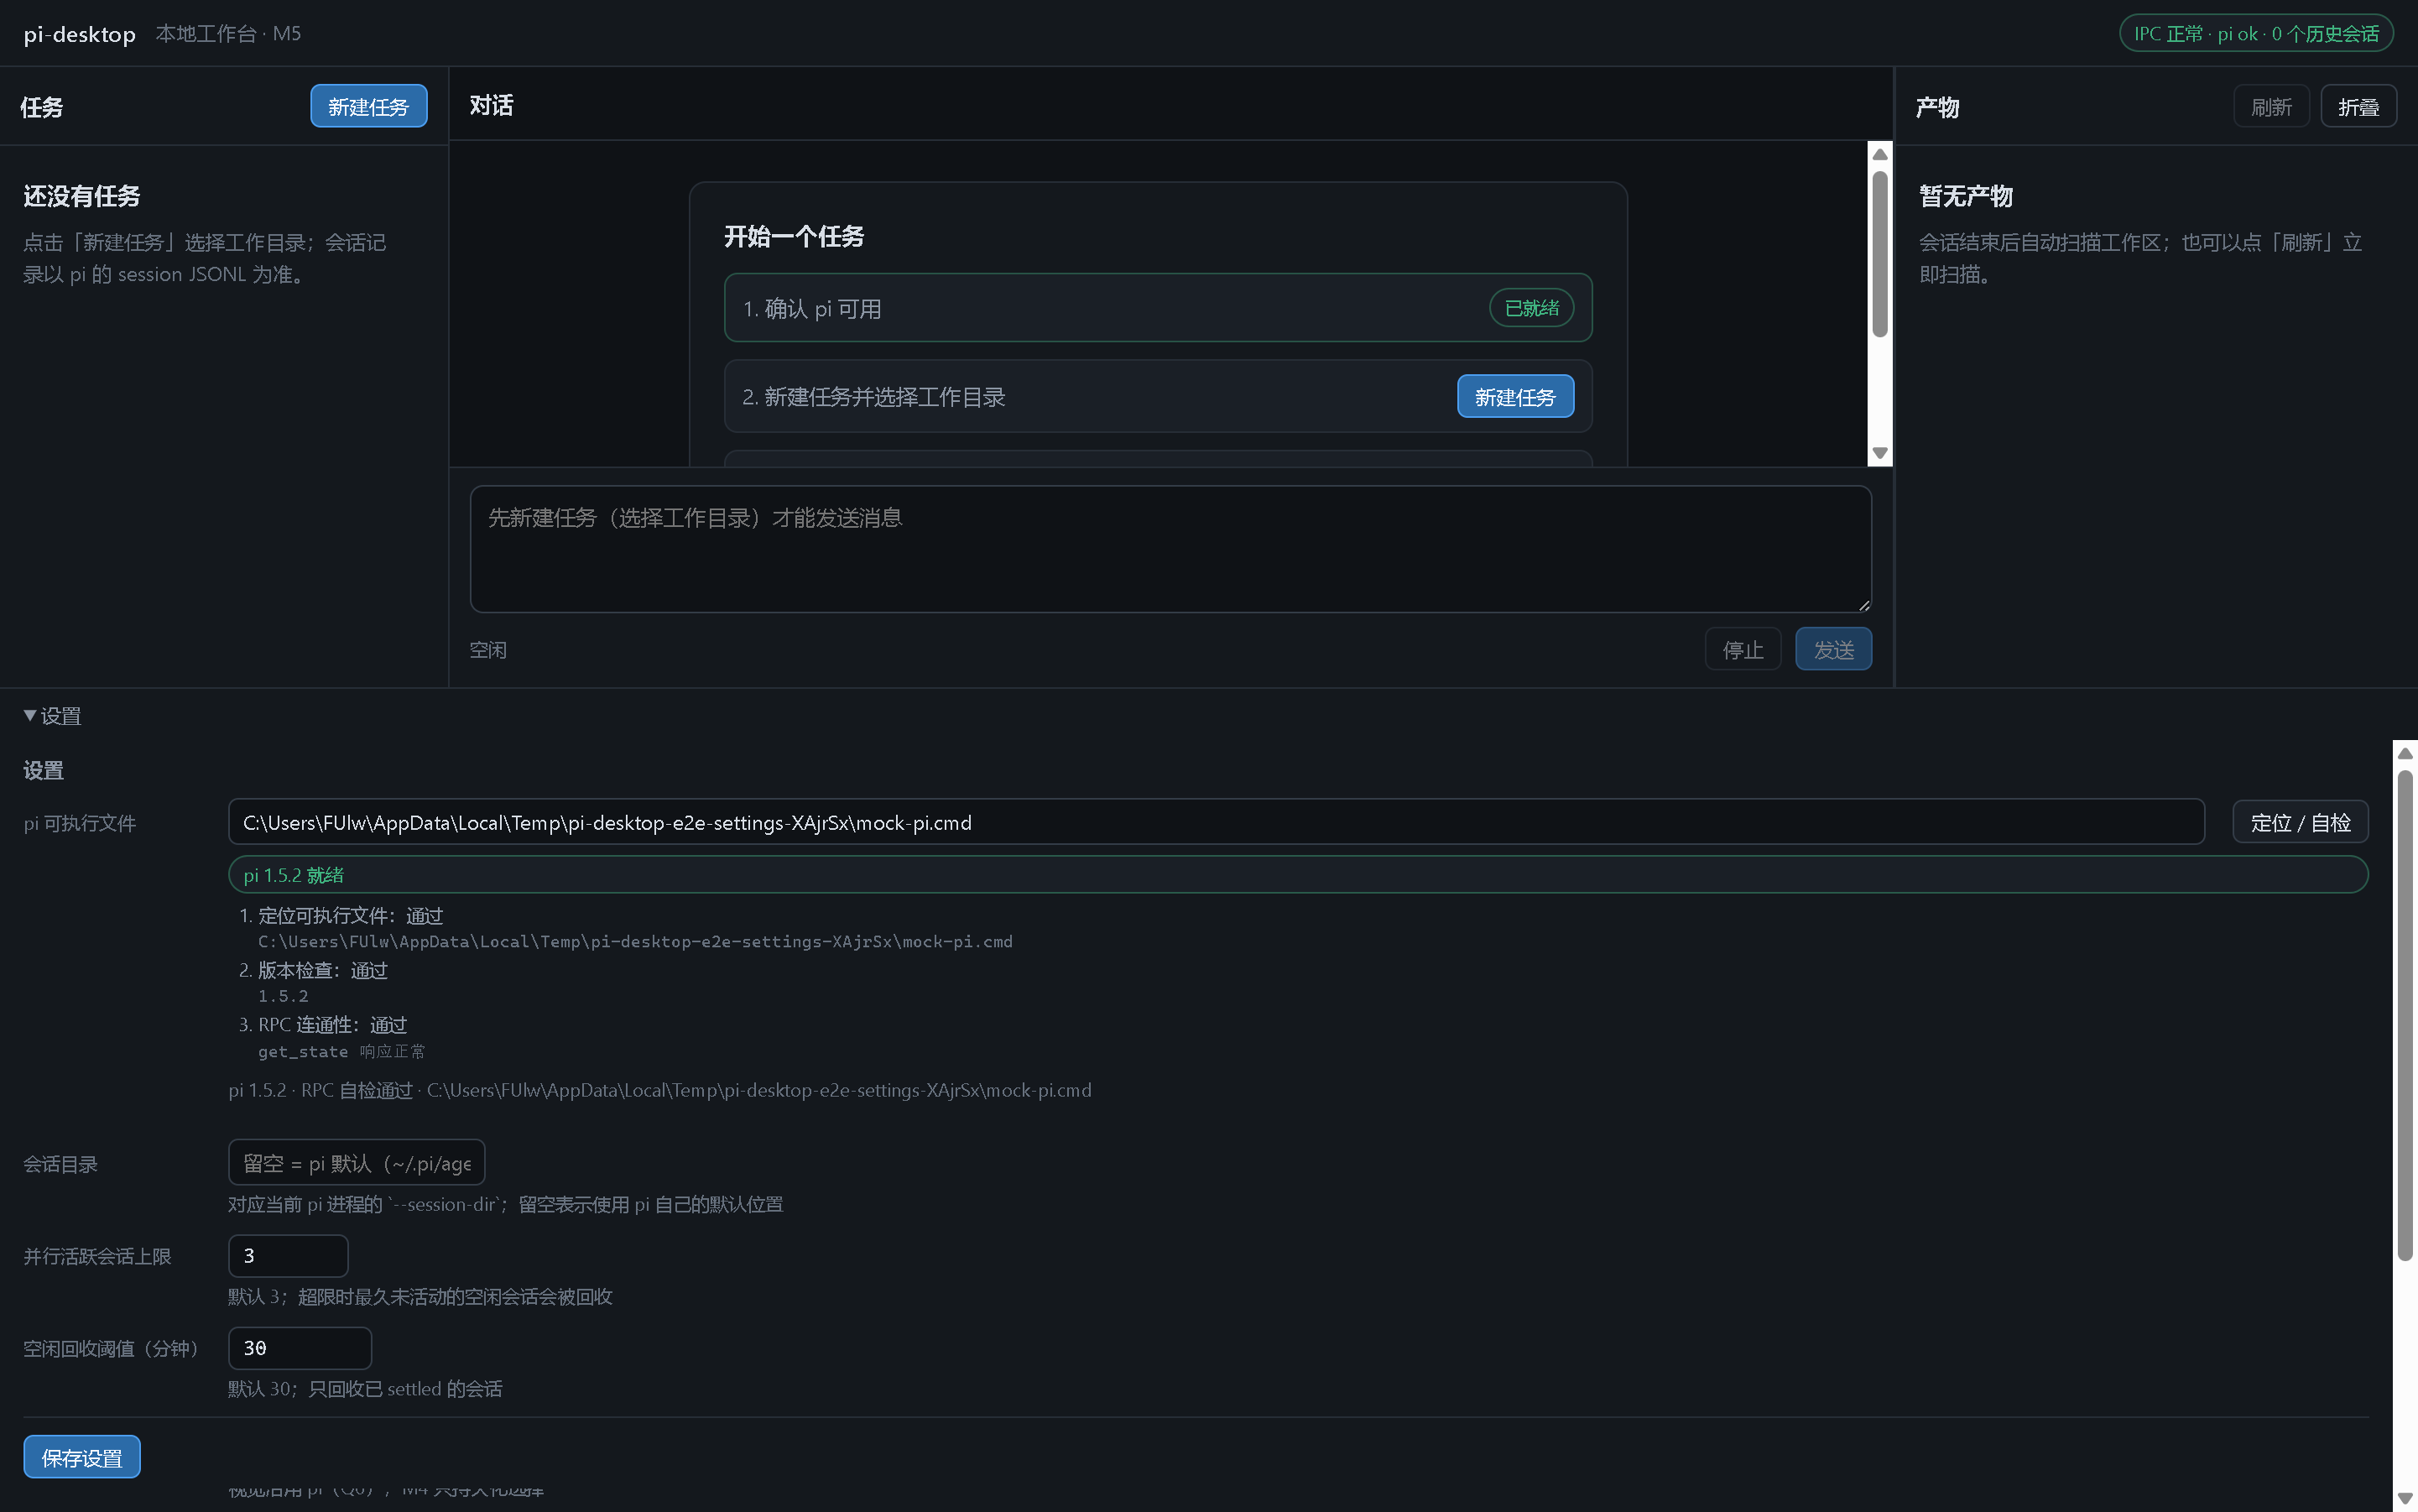 pi-desktop 本地工作台 · M5
IPC 正常 · pi ok · 0 个历史会话
任务
新建任务
还没有任务
点击「新建任务」选择工作目录；会话记
录以 pi 的 session JSONL 为准。
对话
开始一个任务
1. 确认 pi 可用
已就绪
2. 新建任务并选择工作目录
新建任务
先新建任务（选择工作目录）才能发送消息
空闲
停止
发送
产物
刷新
折叠
暂无产物
会话结束后自动扫描工作区；也可以点「刷新」立
即扫描。
▼设置
设置
pi 可执行文件
C:\Users\FUlw\AppData\Local\Temp\pi-desktop-e2e-settings-XAjrSx\mock-pi.cmd
定位 / 自检
pi 1.5.2 就绪
1. 定位可执行文件：通过
C:\Users\FUlw\AppData\Local\Temp\pi-desktop-e2e-settings-XAjrSx\mock-pi.cmd
2. 版本检查：通过
1.5.2
3. RPC 连通性：通过
get_state 响应正常
pi 1.5.2 · RPC 自检通过 · C:\Users\FUlw\AppData\Local\Temp\pi-desktop-e2e-settings-XAjrSx\mock-pi.cmd
会话目录
留空 = pi 默认（~/.pi/age
对应当前 pi 进程的 `--session-dir`；留空表示使用 pi 自己的默认位置
并行活跃会话上限
3
默认 3；超限时最久未活动的空闲会话会被回收
空闲回收阈值（分钟）
30
默认 30；只回收已 settled 的会话
保存设置